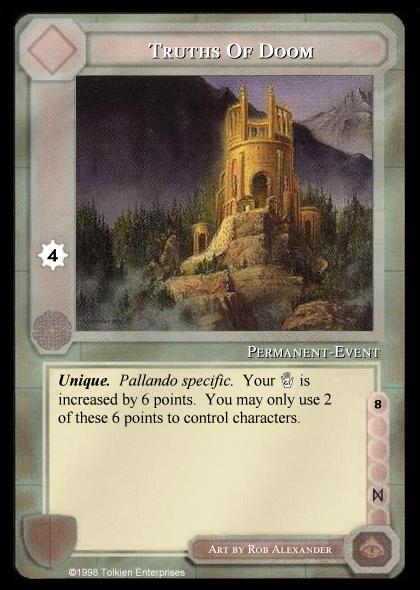 Truths Of Doom
4
Permanent-Event
Unique. Pallando specific. Your is
increased by 6 points. You may only use 2
of these 6 points to control characters.
8
Art by Rob Alexander
©1998 Tolkien Enterprises